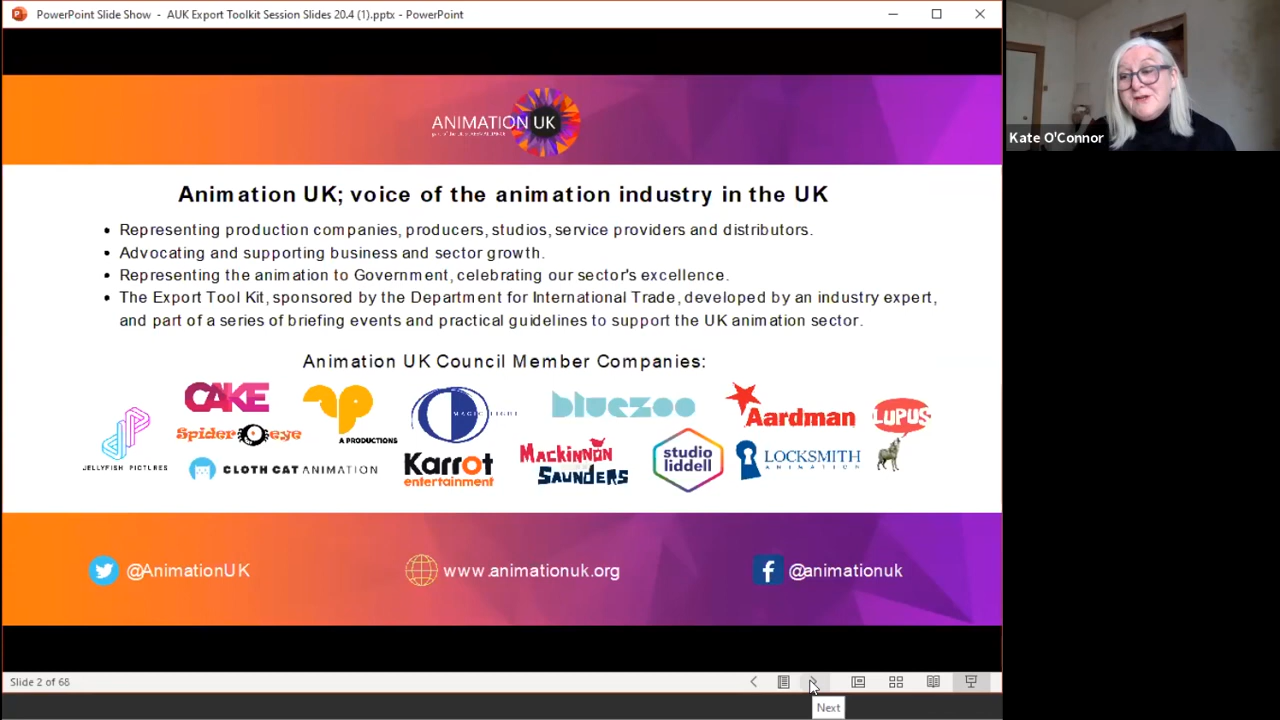 PowerPoint Slide Show - AUK Export Toolkit Session Slides 20.4 (1).pptx - PowerPoint
Kate O'Connor
ANIMATION UK
Animation UK; voice of the animation industry in the UK
• Representing production companies, producers, studios, service providers and distributors.
• Advocating and supporting business and sector growth.
• Representing the animation to Government, celebrating our sector's excellence.
• The Export Tool Kit, sponsored by the Department for International Trade, developed by an industry expert,
and part of a series of briefing events and practical guidelines to support the UK animation sector.
Animation UK Council Member Companies:
JELLYFISH PICTURES
CAKE
Spider eye
CLOTH CAT ANIMATION
A PRODUCTIONS
MAGIC LIGHT
Karrot
entertainment
bluezoo
MACKINNON
SAUNDERS
studio
liddell
Aardman
LOCKSMITH
ANIMATION
LUPUS
@AnimationUK
www.animationuk.org
@animationuk
Slide 2 of 68
Next